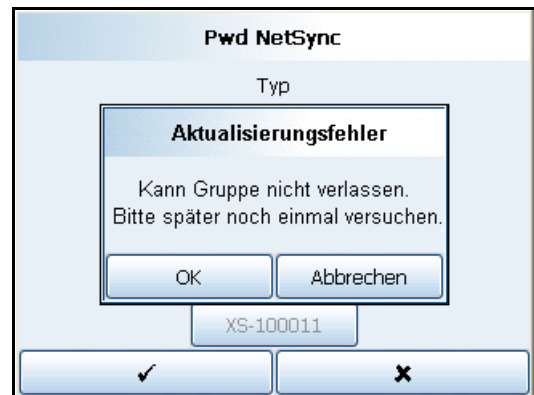 Pwd NetSync
Typ
Aktualisierungsfehler
Kann Gruppe nicht verlassen.
Bitte später noch einmal versuchen.
OK Abbrechen
XS-100011
✓ ✗